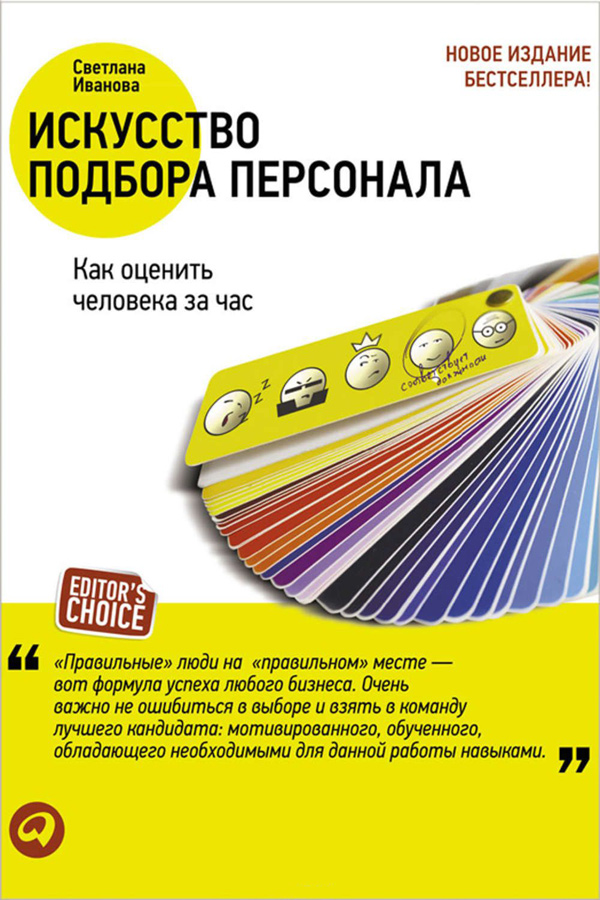 Светлана
Иванова
НОВОЕ ИЗДАНИЕ
БЕСТСЕЛЛЕРА!
ИСКУССТВО
ПОДБОРА ПЕРСОНАЛА
Как оценить
человека за час
z z z
соответствует
должности
EDITOR'S
CHOICE
“
«Правильные» люди на «правильном» месте —
вот формула успеха любого бизнеса. Очень
важно не ошибиться в выборе и взять в команду
лучшего кандидата: мотивированного, обученного,
обладающего необходимыми для данной работы навыками.
”